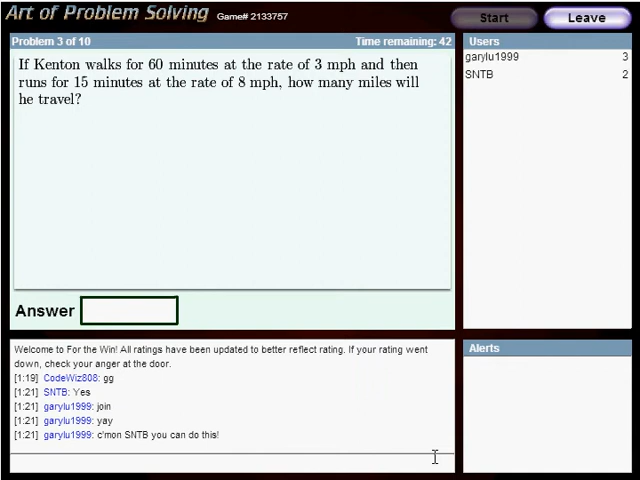 Art of Problem Solving Game# 2133757
Start Leave
Problem 3 of 10 Time remaining: 42
If Kenton walks for 60 minutes at the rate of 3 mph and then
runs for 15 minutes at the rate of 8 mph, how many miles will
he travel?
Answer
Users
garylu1999 3
SNTB 2
Welcome to For the Win! All ratings have been updated to better reflect rating. If your rating went
down, check your anger at the door.
[1:19] CodeWiz808: gg
[1:21] SNTB: Yes
[1:21] garylu1999: join
[1:21] garylu1999: yay
[1:21] garylu1999: c'mon SNTB you can do this!
Alerts